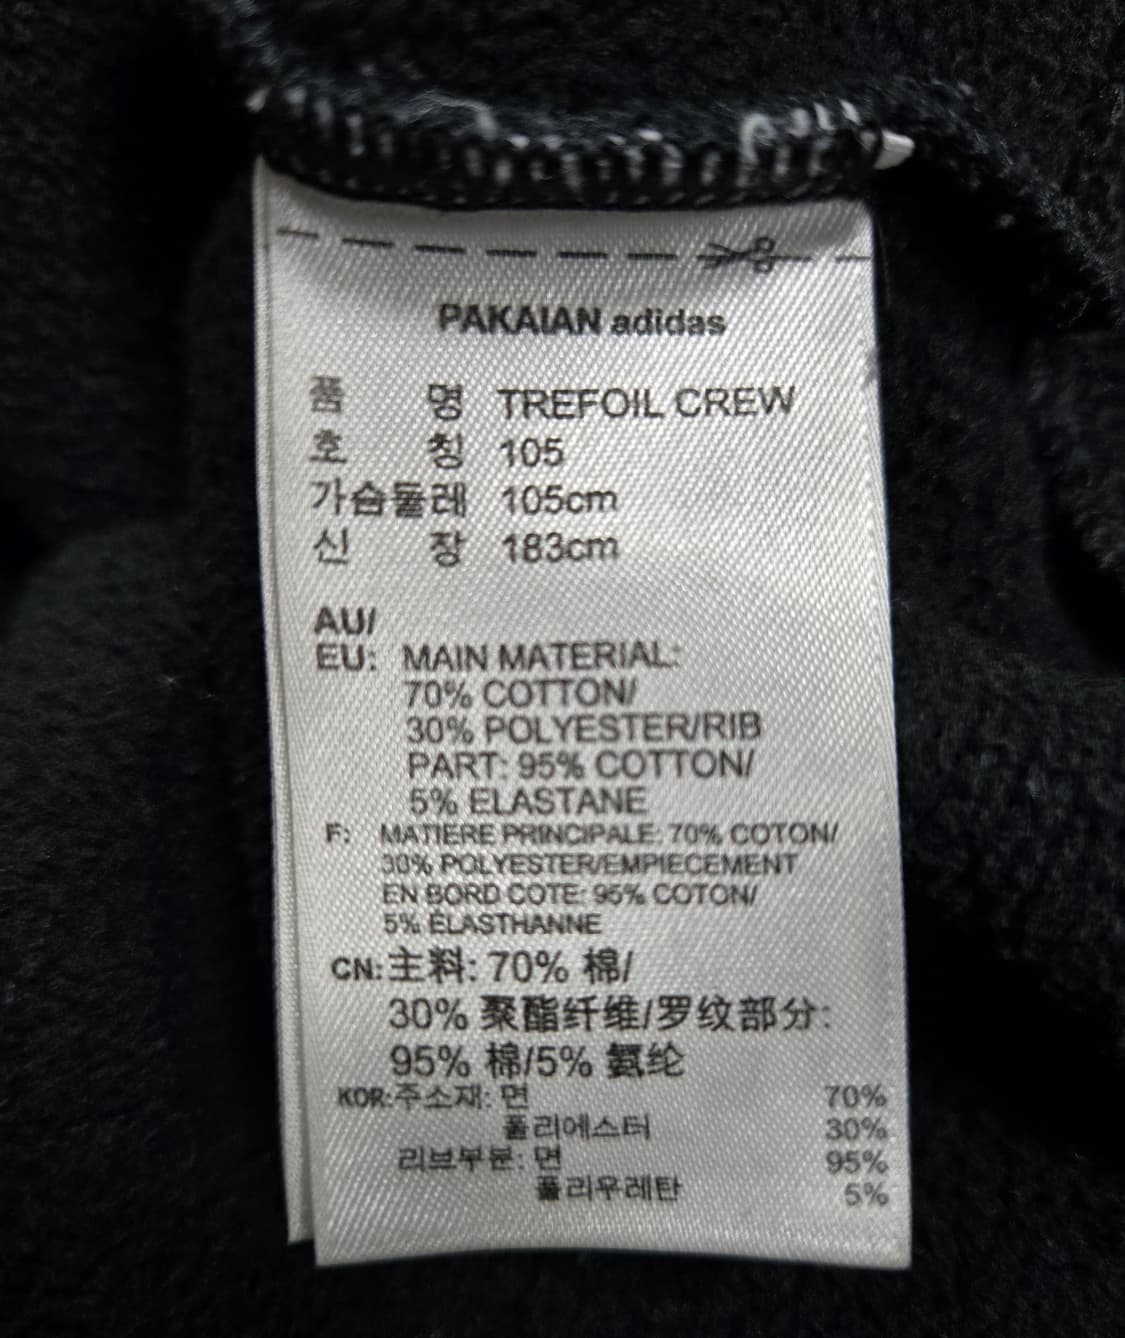 PAKAIAN adidas
품 명 TREFOIL CREW
호 칭 105
가슴둘레 105cm
신 장 183cm
AU/
EU: MAIN MATERIAL:
70% COTTON/
30% POLYESTER/RIB
PART: 95% COTTON/
5% ELASTANE
F: MATIERE PRINCIPALE: 70% COTON/
30% POLYESTER/EMPIECEMENT
EN BORD COTE: 95% COTON/
5% ÉLASTHANNE
CN: 主料: 70% 棉/
30% 聚酯纤维/罗纹部分:
95% 棉/5% 氨纶
KOR: 주소재: 면 70%
폴리에스터 30%
리브부분: 면 95%
폴리우레탄 5%